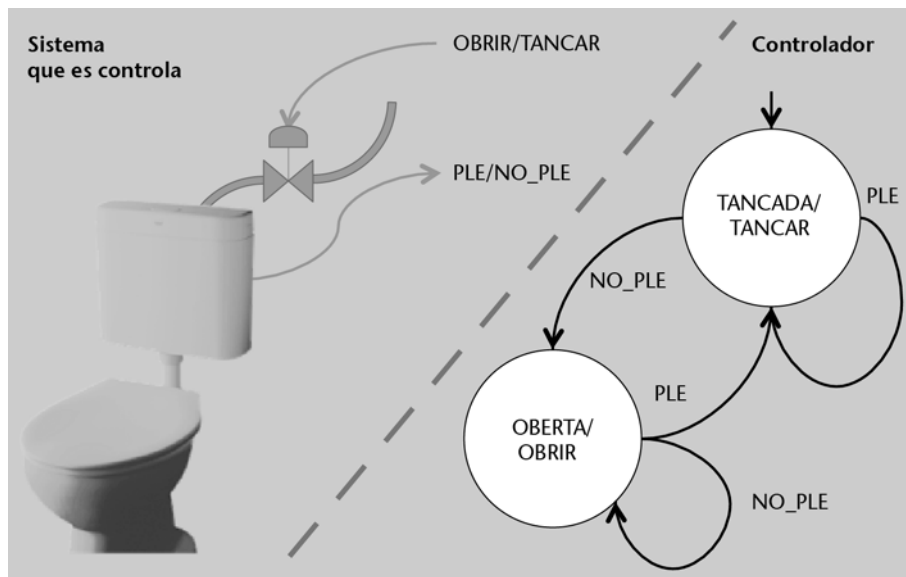 Sistema
que es controla
OBRIR/TANCAR
PLE/NO_PLE
Controlador
TANCADA/
TANCAR
PLE
NO_PLE
OBERTA/
OBRIR
PLE
NO_PLE